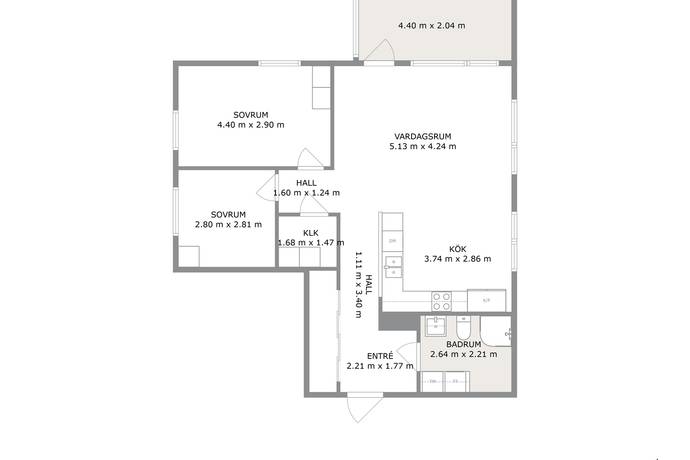 4.40 m x 2.04 m
SOVRUM
4.40 m x 2.90 m
VARDAGSRUM
5.13 m x 4.24 m
HALL
1.60 m x 1.24 m
SOVRUM
2.80 m x 2.81 m
KLK
1.68 m x 1.47 m
DM
KÖK
3.74 m x 2.86 m
HALL
1.11 m x 3.40 m
K/F
BADRUM
2.64 m x 2.21 m
ENTRÉ
2.21 m x 1.77 m